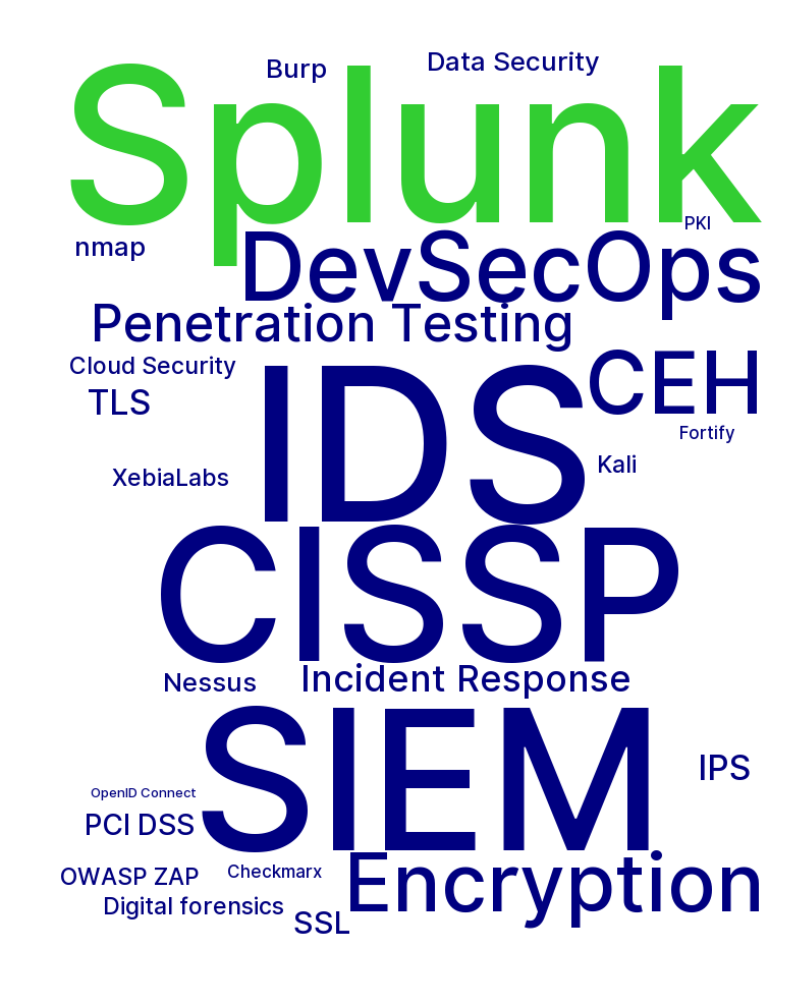 Burp
Data Security
Splunk
PKI
nmap
DevSecOps
Penetration Testing
Cloud Security
CEH
TLS
IDS
Fortify
Kali
XebiaLabs
CISSP
Nessus
Incident Response
SIEM
IPS
OpenID Connect
PCI DSS
OWASP ZAP
Checkmarx
Encryption
Digital forensics
SSL